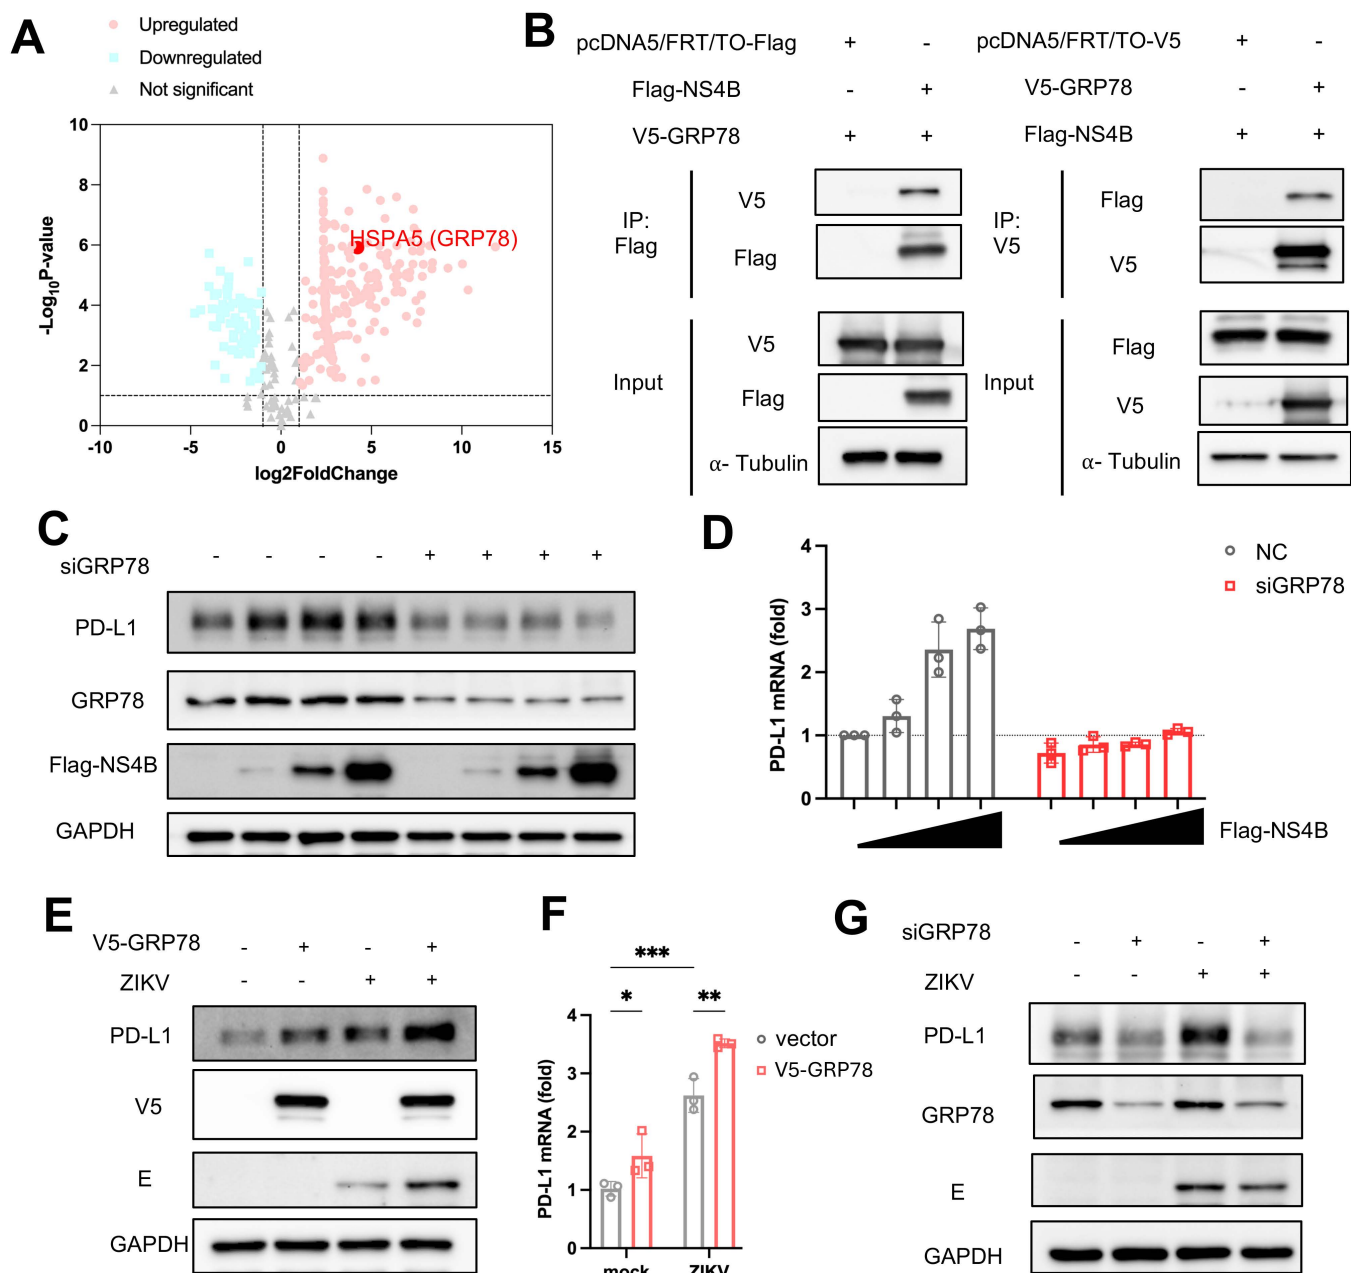 A
Upregulated
Downregulated
Not significant
10
8
6
4
2
0
-10
-5
0
5
10
15
-Log10P-value
log2FoldChange
HSPA5 (GRP78)
B
pcDNA5/FRT/TO-Flag + -
Flag-NS4B - +
V5-GRP78 + +
IP: Flag
V5
Flag
Input
V5
Flag
α- Tubulin
pcDNA5/FRT/TO-V5 + -
V5-GRP78 - +
Flag-NS4B + +
IP: V5
Flag
V5
Input
Flag
V5
α- Tubulin
C
siGRP78 - - - - + + + +
PD-L1
GRP78
Flag-NS4B
GAPDH
D
4
3
2
1
0
PD-L1 mRNA (fold)
NC
siGRP78
Flag-NS4B
E
V5-GRP78 - + - +
ZIKV - - + +
PD-L1
V5
E
GAPDH
F
***
* **
4
3
2
1
0
PD-L1 mRNA (fold)
vector
V5-GRP78
mock ZIKV
G
siGRP78 - + - +
ZIKV - - + +
PD-L1
GRP78
E
GAPDH